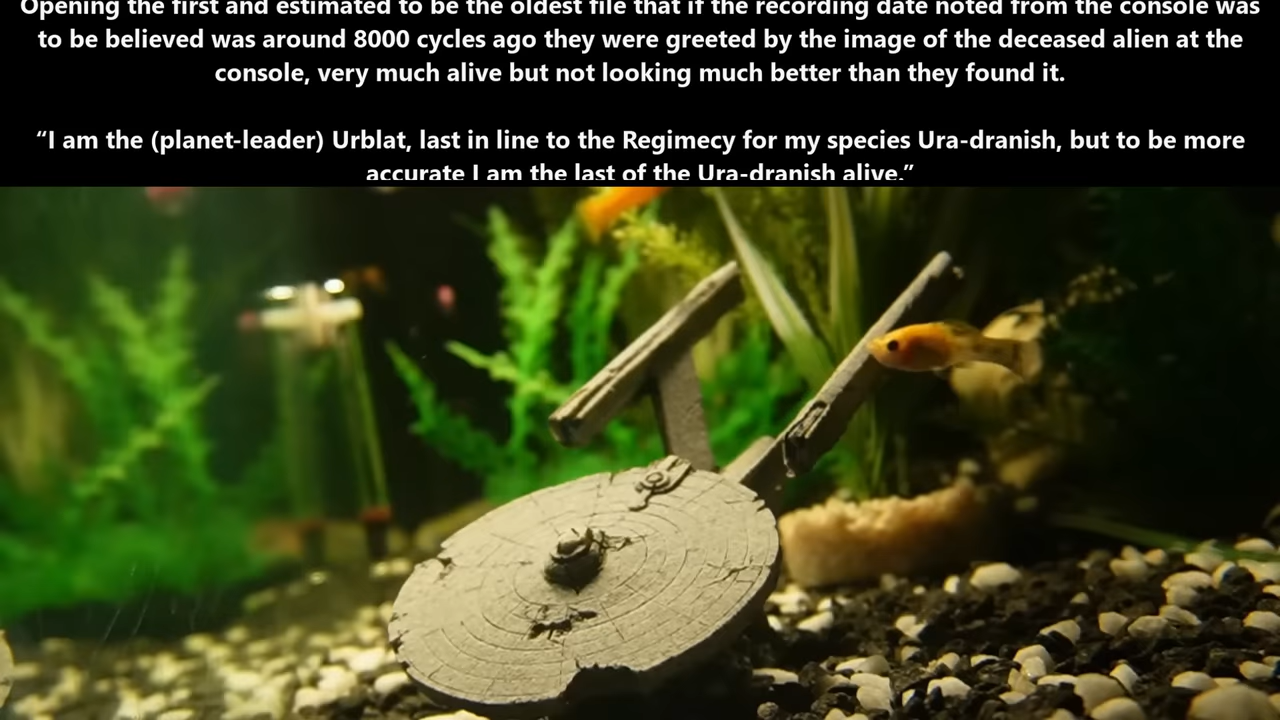 Opening the first and estimated to be the oldest file that if the recording date noted from the console was
to be believed was around 8000 cycles ago they were greeted by the image of the deceased alien at the
console, very much alive but not looking much better than they found it.
“I am the (planet-leader) Urblat, last in line to the Regimecy for my species Ura-dranish, but to be more
accurate I am the last of the Ura-dranish alive.”